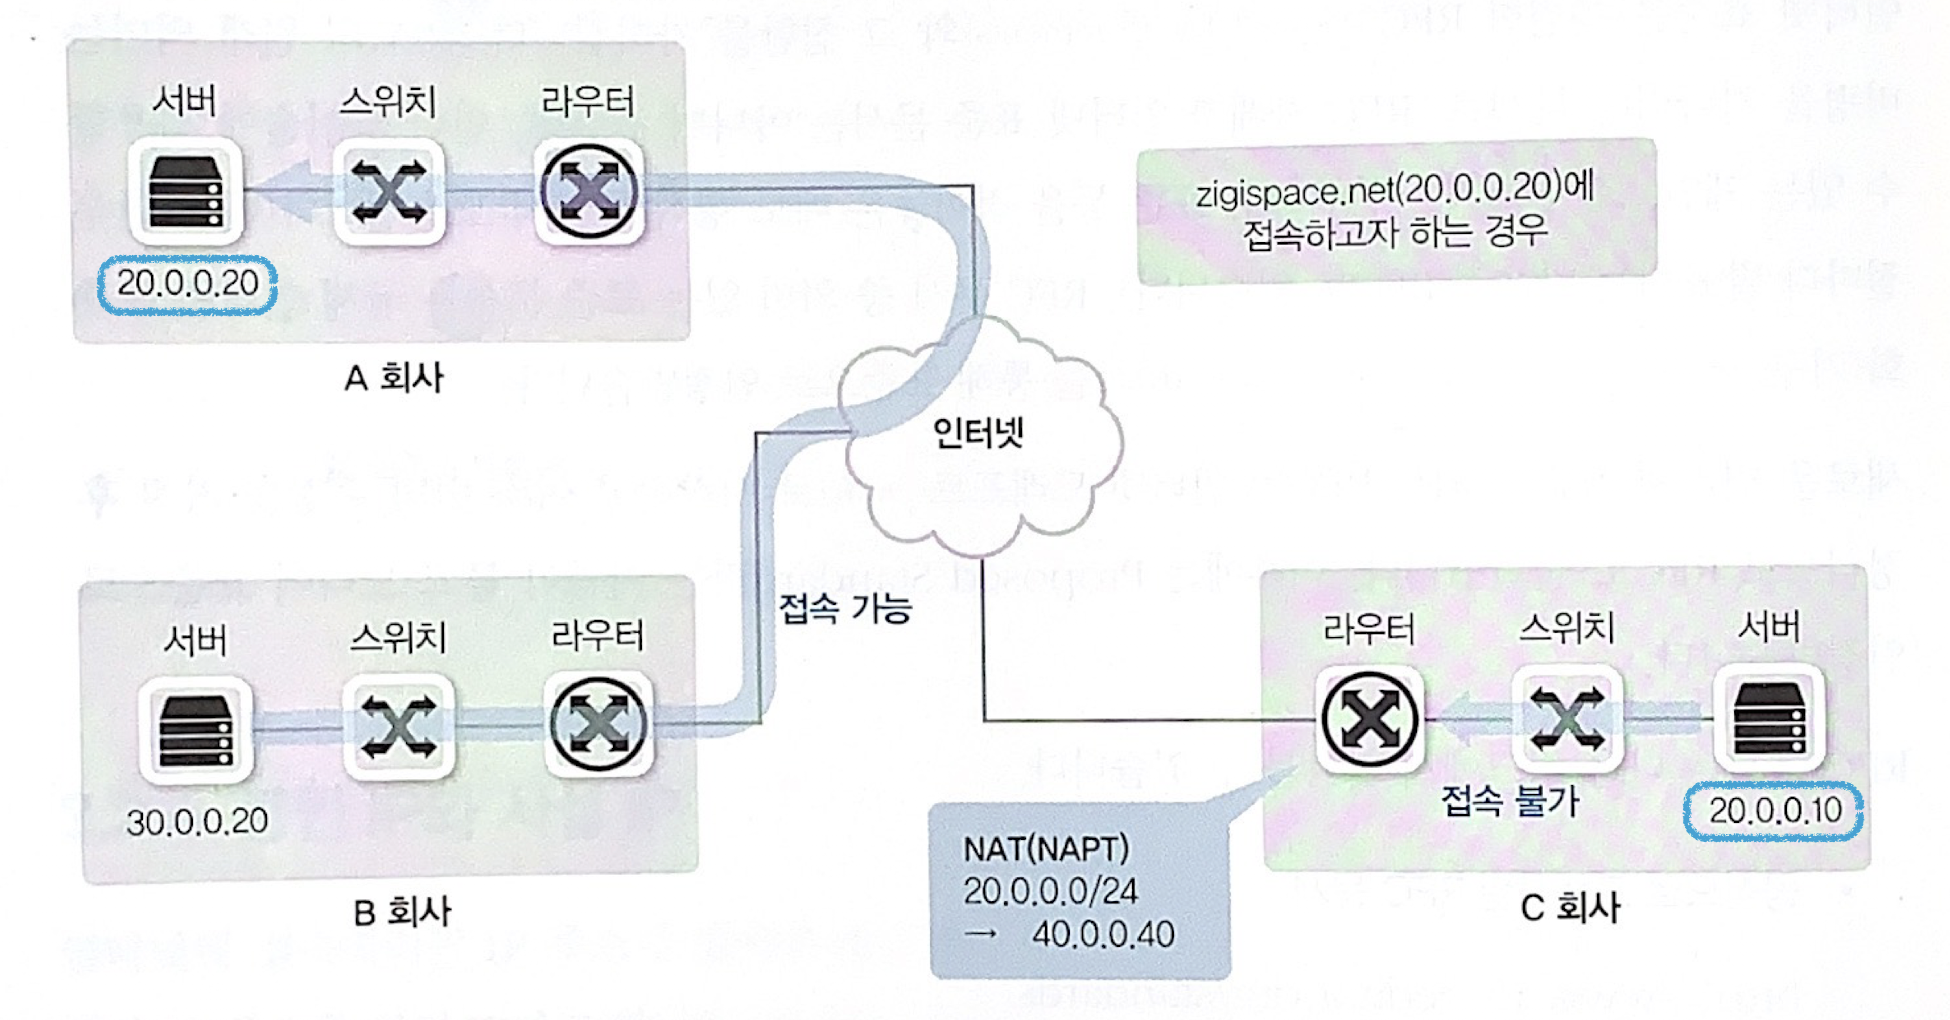 서버
스위치
라우터
20.0.0.20
A 회사
zigispace.net(20.0.0.20)에
접속하고자 하는 경우
인터넷
접속 가능
서버
스위치
라우터
30.0.0.20
B 회사
라우터
스위치
서버
접속 불가
20.0.0.10
C 회사
NAT(NAPT)
20.0.0.0/24
→ 40.0.0.40